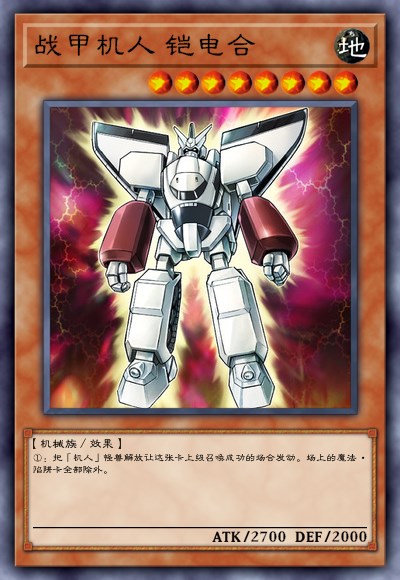 战甲机人 铠电合
地
【机械族／效果】
①：把「机人」怪兽解放让这张卡上级召唤成功的场合发动。场上的魔法·
陷阱卡全部除外。
ATK/2700 DEF/2000